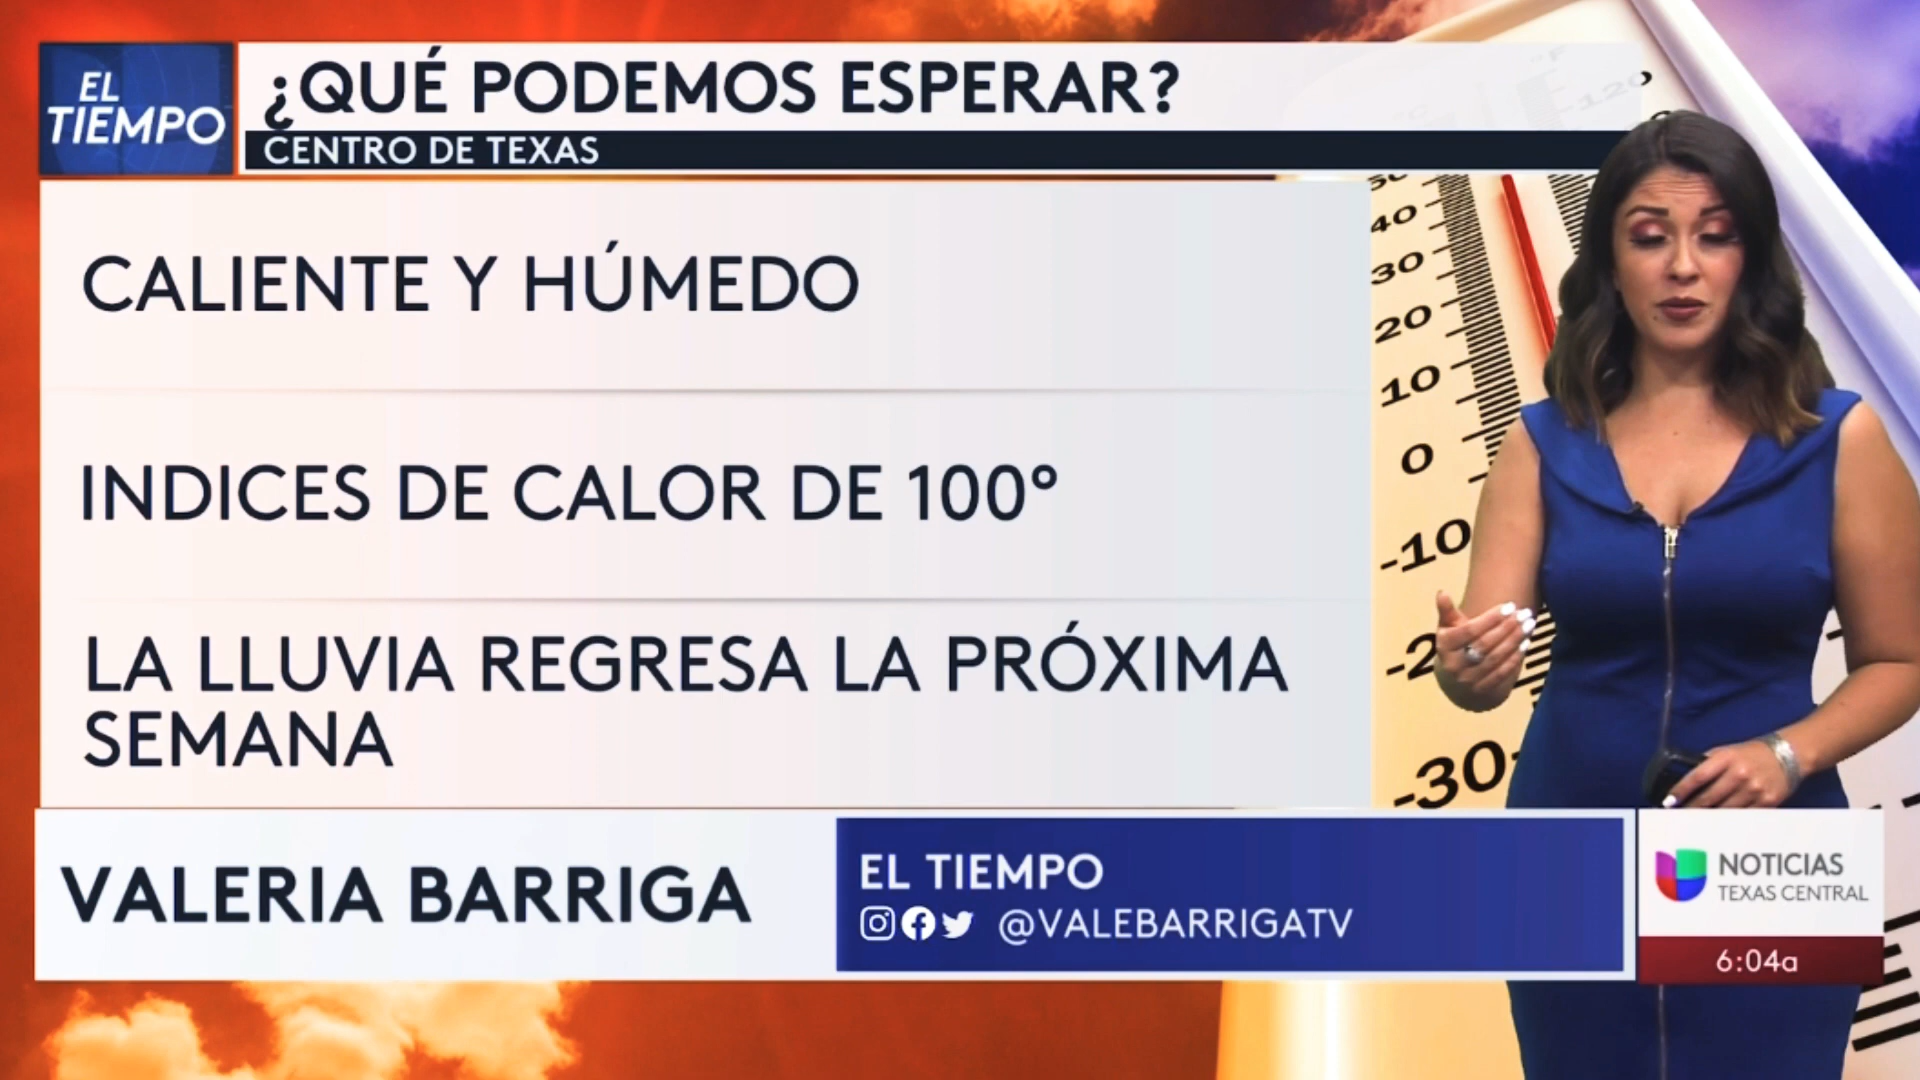 EL
TIEMPO
¿QUÉ PODEMOS ESPERAR?
CENTRO DE TEXAS
CALIENTE Y HÚMEDO
INDICES DE CALOR DE 100°
LA LLUVIA REGRESA LA PRÓXIMA
SEMANA
120
40
30
20
10
0
-10
-30
VALERIA BARRIGA
EL TIEMPO
@VALEBARRIGATV
NOTICIAS
TEXAS CENTRAL
6:04a